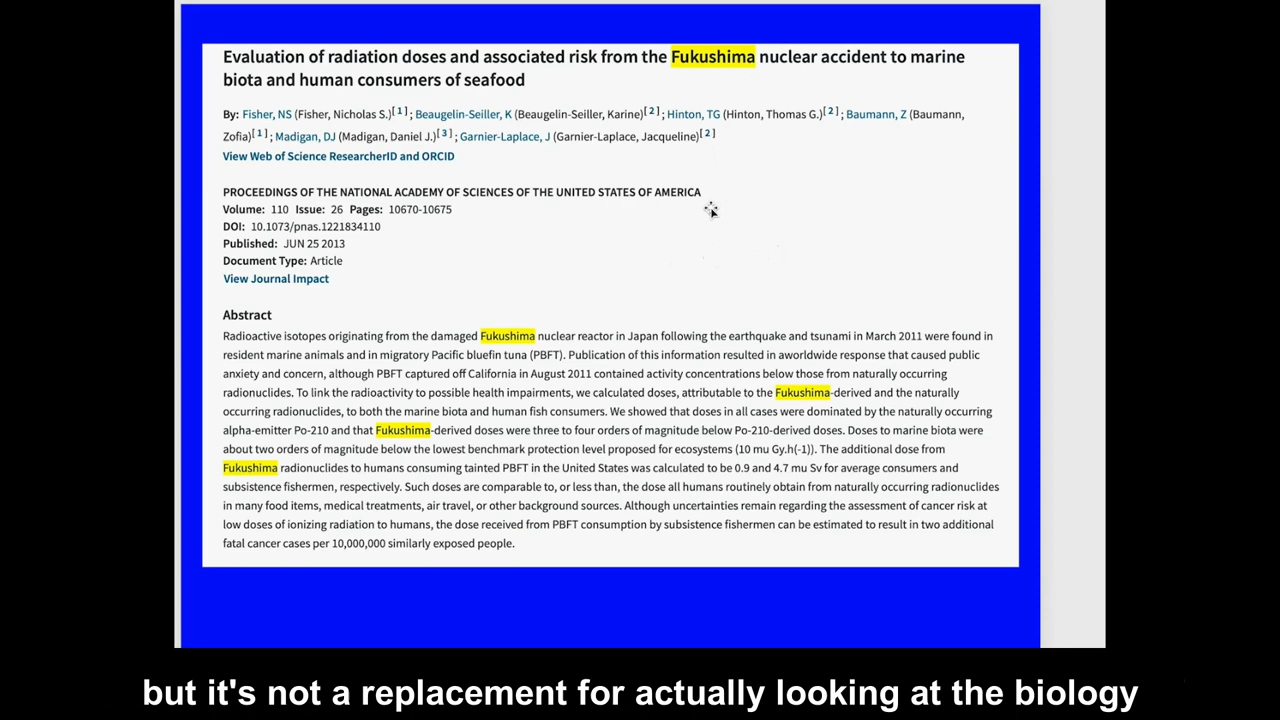 Evaluation of radiation doses and associated risk from the Fukushima nuclear accident to marine
biota and human consumers of seafood
By: Fisher, NS (Fisher, Nicholas S.)[ 1 ] ; Beaugelin-Seiller, K (Beaugelin-Seiller, Karine)[ 2 ] ; Hinton, TG (Hinton, Thomas G.)[ 2 ] ; Baumann, Z (Baumann,
Zofia)[ 1 ] ; Madigan, DJ (Madigan, Daniel J.)[ 3 ] ; Garnier-Laplace, J (Garnier-Laplace, Jacqueline)[ 2 ]
View Web of Science ResearcherID and ORCID
PROCEEDINGS OF THE NATIONAL ACADEMY OF SCIENCES OF THE UNITED STATES OF AMERICA
Volume: 110 Issue: 26 Pages: 10670-10675
DOI: 10.1073/pnas.1221834110
Published: JUN 25 2013
Document Type: Article
View Journal Impact
Abstract
Radioactive isotopes originating from the damaged Fukushima nuclear reactor in Japan following the earthquake and tsunami in March 2011 were found in
resident marine animals and in migratory Pacific bluefin tuna (PBFT). Publication of this information resulted in aworldwide response that caused public
anxiety and concern, although PBFT captured off California in August 2011 contained activity concentrations below those from naturally occurring
radionuclides. To link the radioactivity to possible health impairments, we calculated doses, attributable to the Fukushima-derived and the naturally
occurring radionuclides, to both the marine biota and human fish consumers. We showed that doses in all cases were dominated by the naturally occurring
alpha-emitter Po-210 and that Fukushima-derived doses were three to four orders of magnitude below Po-210-derived doses. Doses to marine biota were
about two orders of magnitude below the lowest benchmark protection level proposed for ecosystems (10 mu Gy.h(-1)). The additional dose from
Fukushima radionuclides to humans consuming tainted PBFT in the United States was calculated to be 0.9 and 4.7 mu Sv for average consumers and
subsistence fishermen, respectively. Such doses are comparable to, or less than, the dose all humans routinely obtain from naturally occurring radionuclides
in many food items, medical treatments, air travel, or other background sources. Although uncertainties remain regarding the assessment of cancer risk at
low doses of ionizing radiation to humans, the dose received from PBFT consumption by subsistence fishermen can be estimated to result in two additional
fatal cancer cases per 10,000,000 similarly exposed people.
but it's not a replacement for actually looking at the biology